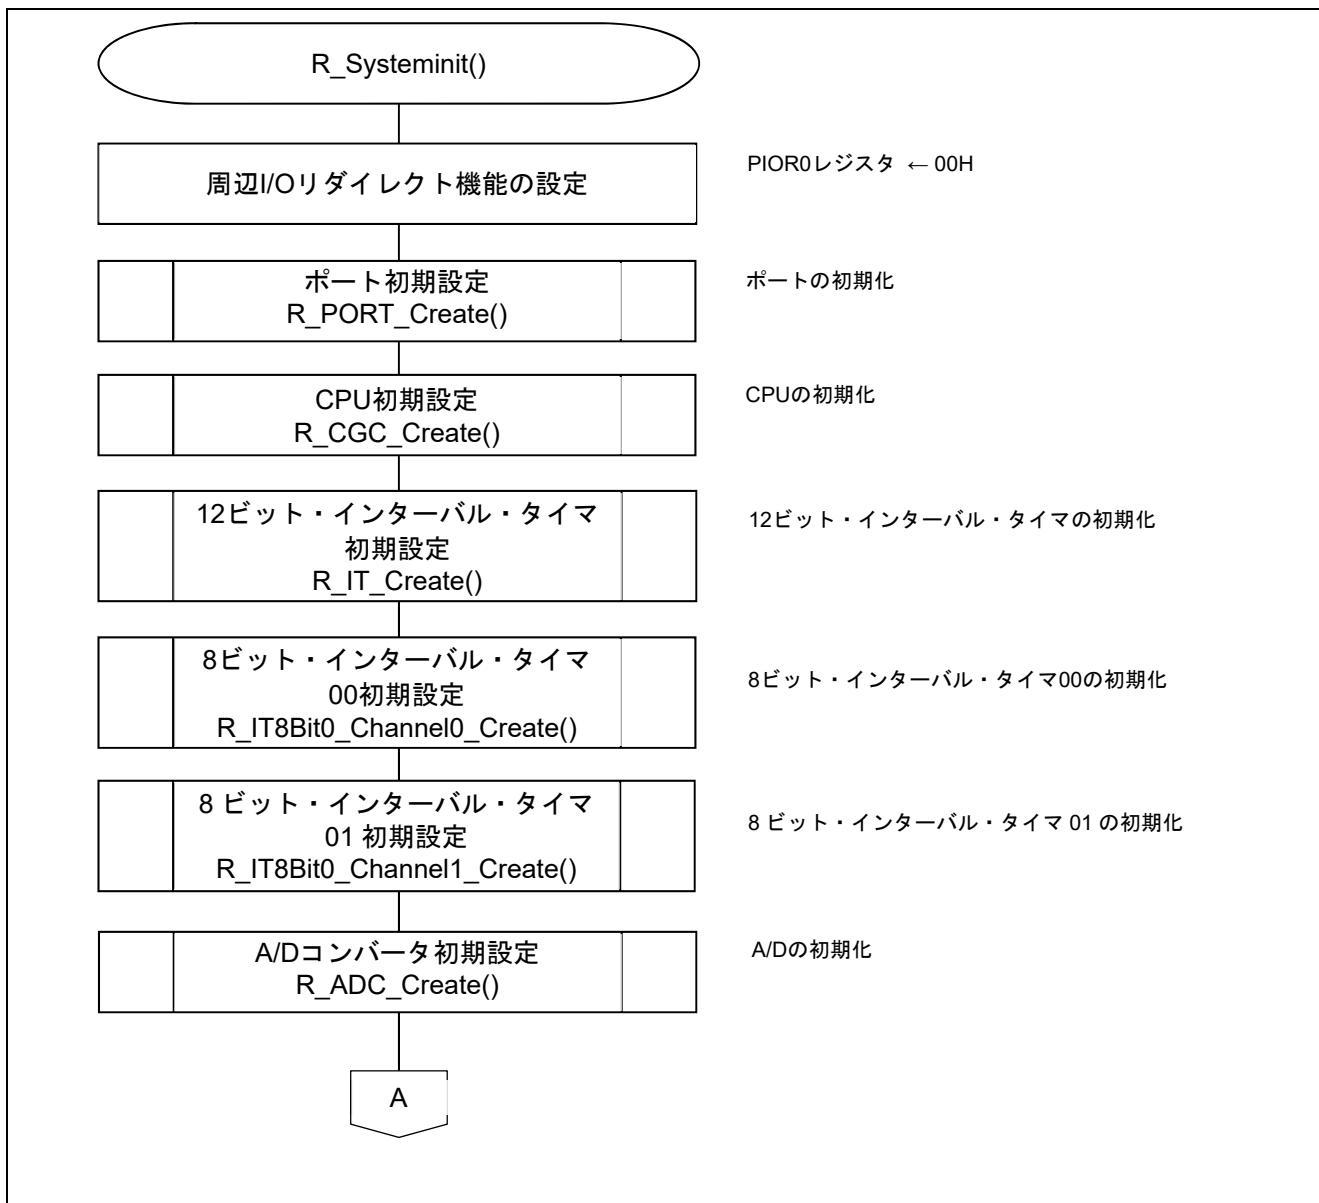 R_Systeminit()
周辺I/Oリダイレクト機能の設定
PIOR0レジスタ ← 00H
ポート初期設定
R_PORT_Create()
ポートの初期化
CPU初期設定
R_CGC_Create()
CPUの初期化
12ビット・インターバル・タイマ
初期設定
R_IT_Create()
12ビット・インターバル・タイマの初期化
8ビット・インターバル・タイマ
00初期設定
R_IT8Bit0_Channel0_Create()
8ビット・インターバル・タイマ00の初期化
8 ビット・インターバル・タイマ
01 初期設定
R_IT8Bit0_Channel1_Create()
8 ビット・インターバル・タイマ 01 の初期化
A/Dコンバータ初期設定
R_ADC_Create()
A/Dの初期化
A